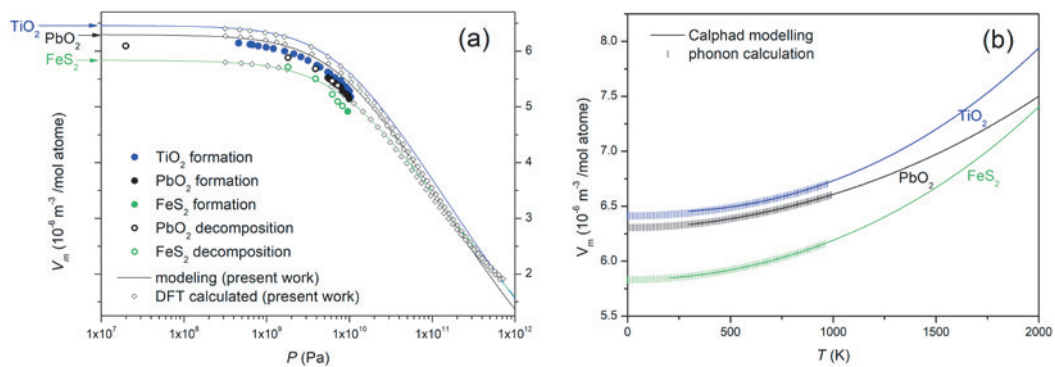 TiO₂
PbO₂
FeS₂
(a)
6
5
4
3
2
Vₘ (10⁻⁶ m⁻³ /mol atome)
TiO₂ formation
PbO₂ formation
FeS₂ formation
PbO₂ decomposition
FeS₂ decomposition
modeling (present work)
DFT calculated (present work)
1x10⁷ 1x10⁸ 1x10⁹ 1x10¹⁰ 1x10¹¹ 1x10¹²
P (Pa)
(b)
8.0
7.5
7.0
6.5
6.0
5.5
Vₘ (10⁻⁶ m⁻³ /mol atome)
Calphad modelling
phonon calculation
TiO₂
PbO₂
FeS₂
0 500 1000 1500 2000
T (K)